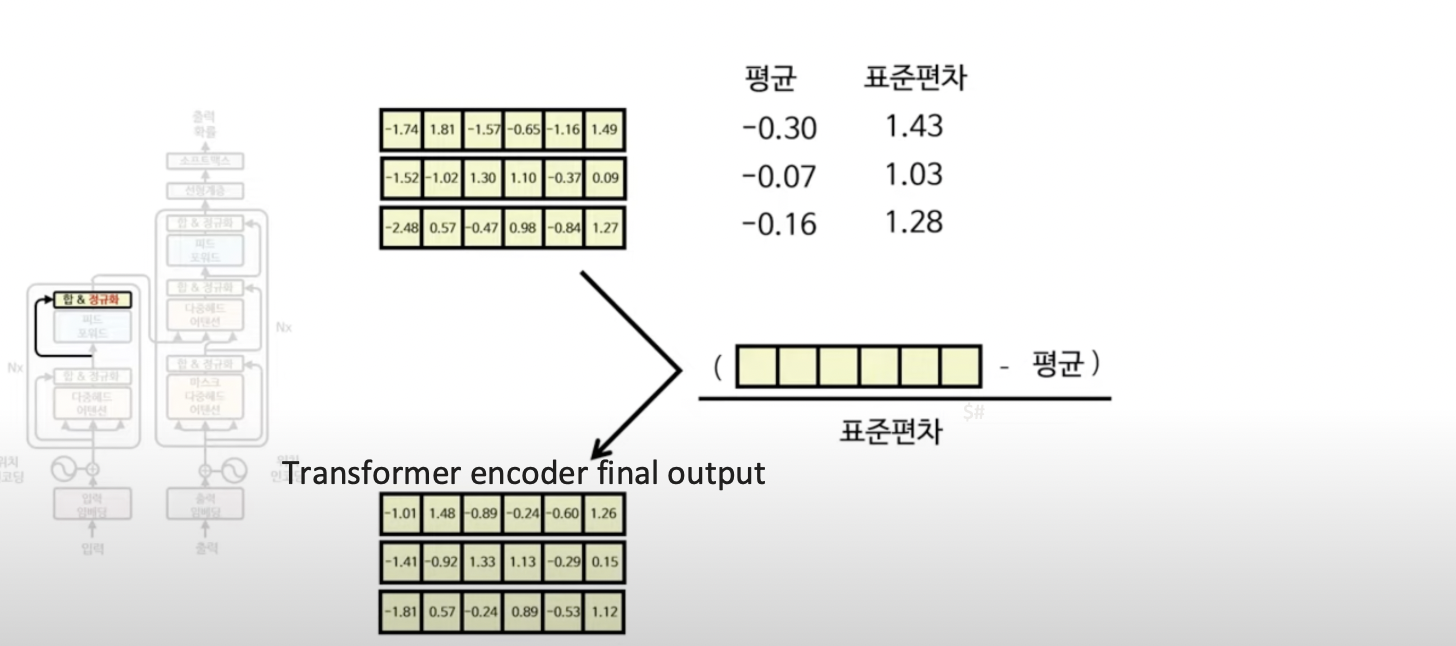 평균 표준편차
-1.74 1.81 -1.57 -0.65 -1.16 1.49 -0.30 1.43
-1.52 -1.02 1.30 1.10 -0.37 0.09 -0.07 1.03
-2.48 0.57 -0.47 0.98 -0.84 1.27 -0.16 1.28
( - 평균 )
표준편차
$#
Transformer encoder final output
-1.01 1.48 -0.89 -0.24 -0.60 1.26
-1.41 -0.92 1.33 1.13 -0.29 0.15
-1.81 0.57 -0.24 0.89 -0.53 1.12
출력
확률
소프트맥스
선형계층
합 & 정규화
피드
포워드
합 & 정규화
다중헤드
어텐션
Nx
합 & 정규화
마스크
다중헤드
어텐션
합 & 정규화
피드
포워드
Nx
합 & 정규화
다중헤드
어텐션
위치
코딩
인코딩
입력
임베딩
출력
임베딩
입력
출력